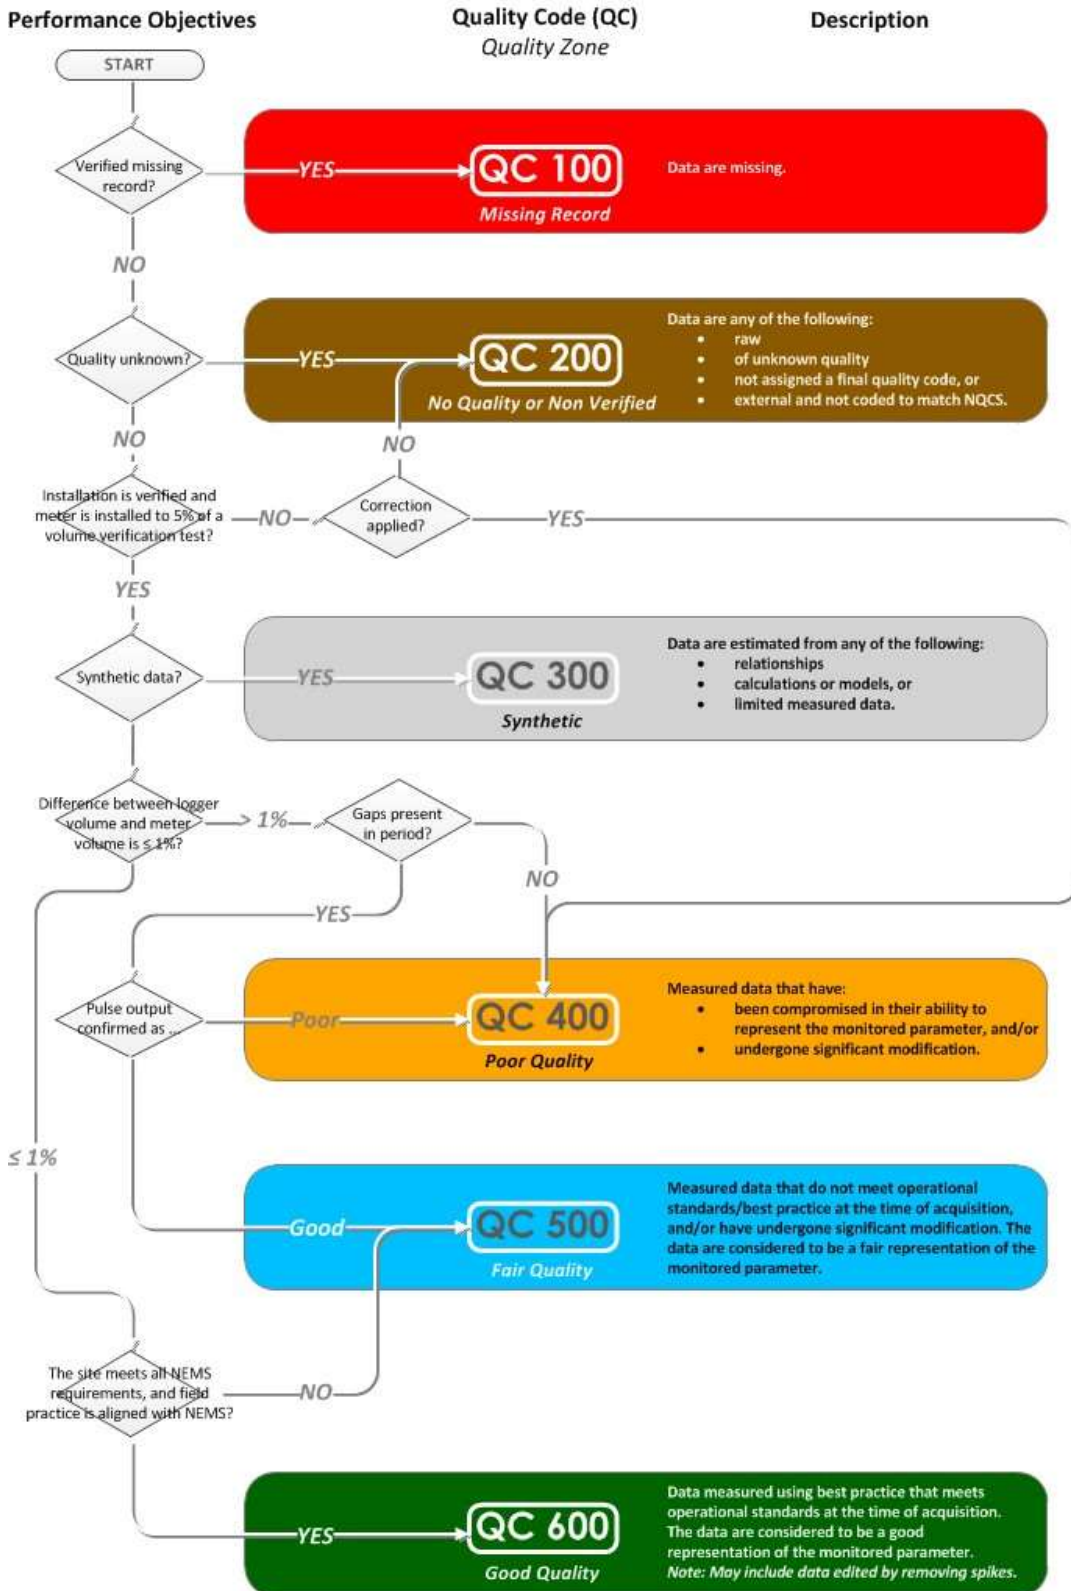 Performance Objectives
Quality Code (QC)
Quality Zone
Description
START
Verified missing
record?
YES
QC 100
Missing Record
Data are missing.
NO
Quality unknown?
YES
QC 200
No Quality or Non Verified
Data are any of the following:
• raw
• of unknown quality
• not assigned a final quality code, or
• external and not coded to match NQCS.
NO
NO
Installation is verified and
meter is installed to 5% of a
volume verification test?
NO
Correction
applied?
YES
YES
Synthetic data?
YES
QC 300
Synthetic
Data are estimated from any of the following:
• relationships
• calculations or models, or
• limited measured data.
Difference between logger
volume and meter
volume is ≤ 1%?
> 1%
Gaps present
in period?
NO
YES
Pulse output
confirmed as ...
Poor
QC 400
Poor Quality
Measured data that have:
• been compromised in their ability to
represent the monitored parameter, and/or
• undergone significant modification.
≤ 1%
Good
QC 500
Fair Quality
Measured data that do not meet operational
standards/best practice at the time of acquisition,
and/or have undergone significant modification. The
data are considered to be a fair representation of the
monitored parameter.
The site meets all NEMS
requirements, and field
practice is aligned with NEMS?
NO
YES
QC 600
Good Quality
Data measured using best practice that meets
operational standards at the time of acquisition.
The data are considered to be a good
representation of the monitored parameter.
Note: May include data edited by removing spikes.